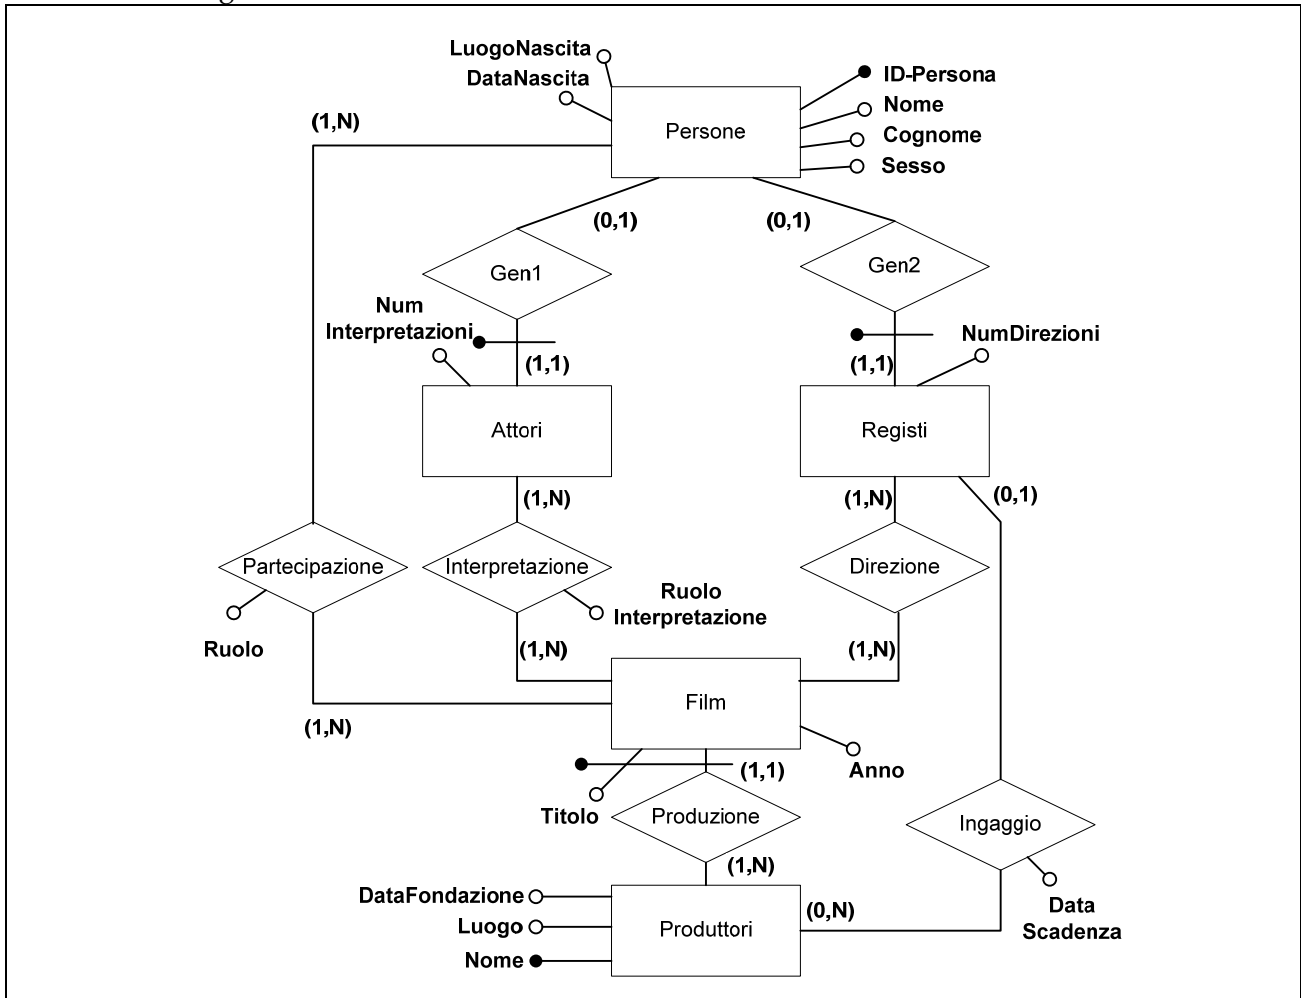 LuogoNascita
DataNascita
ID-Persona
Nome
Cognome
Sesso
(1,N)
Persone
(0,1)
(0,1)
Gen1
Gen2
Num
Interpretazioni
NumDirezioni
(1,1)
(1,1)
Attori
Registi
(1,N)
(1,N)
(0,1)
Partecipazione
Interpretazione
Direzione
Ruolo
Interpretazione
Ruolo
(1,N)
(1,N)
(1,N)
Film
Anno
(1,1)
Titolo
Produzione
Ingaggio
(1,N)
DataFondazione
Luogo
Nome
Produttori
(0,N)
Data
Scadenza